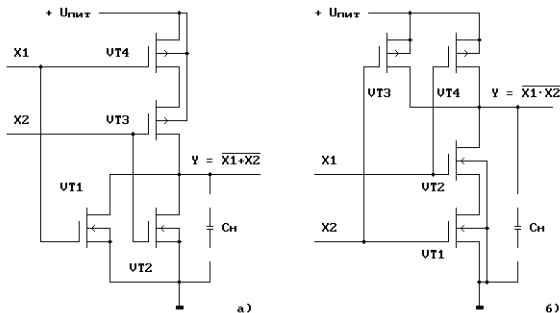 + Uпит
X1
VT4
X2
VT3
Y = X1+X2
VT1
Cн
VT2
а)
+ Uпит
VT3
VT4
Y = X1·X2
X1
VT2
X2
Cн
VT1
б)